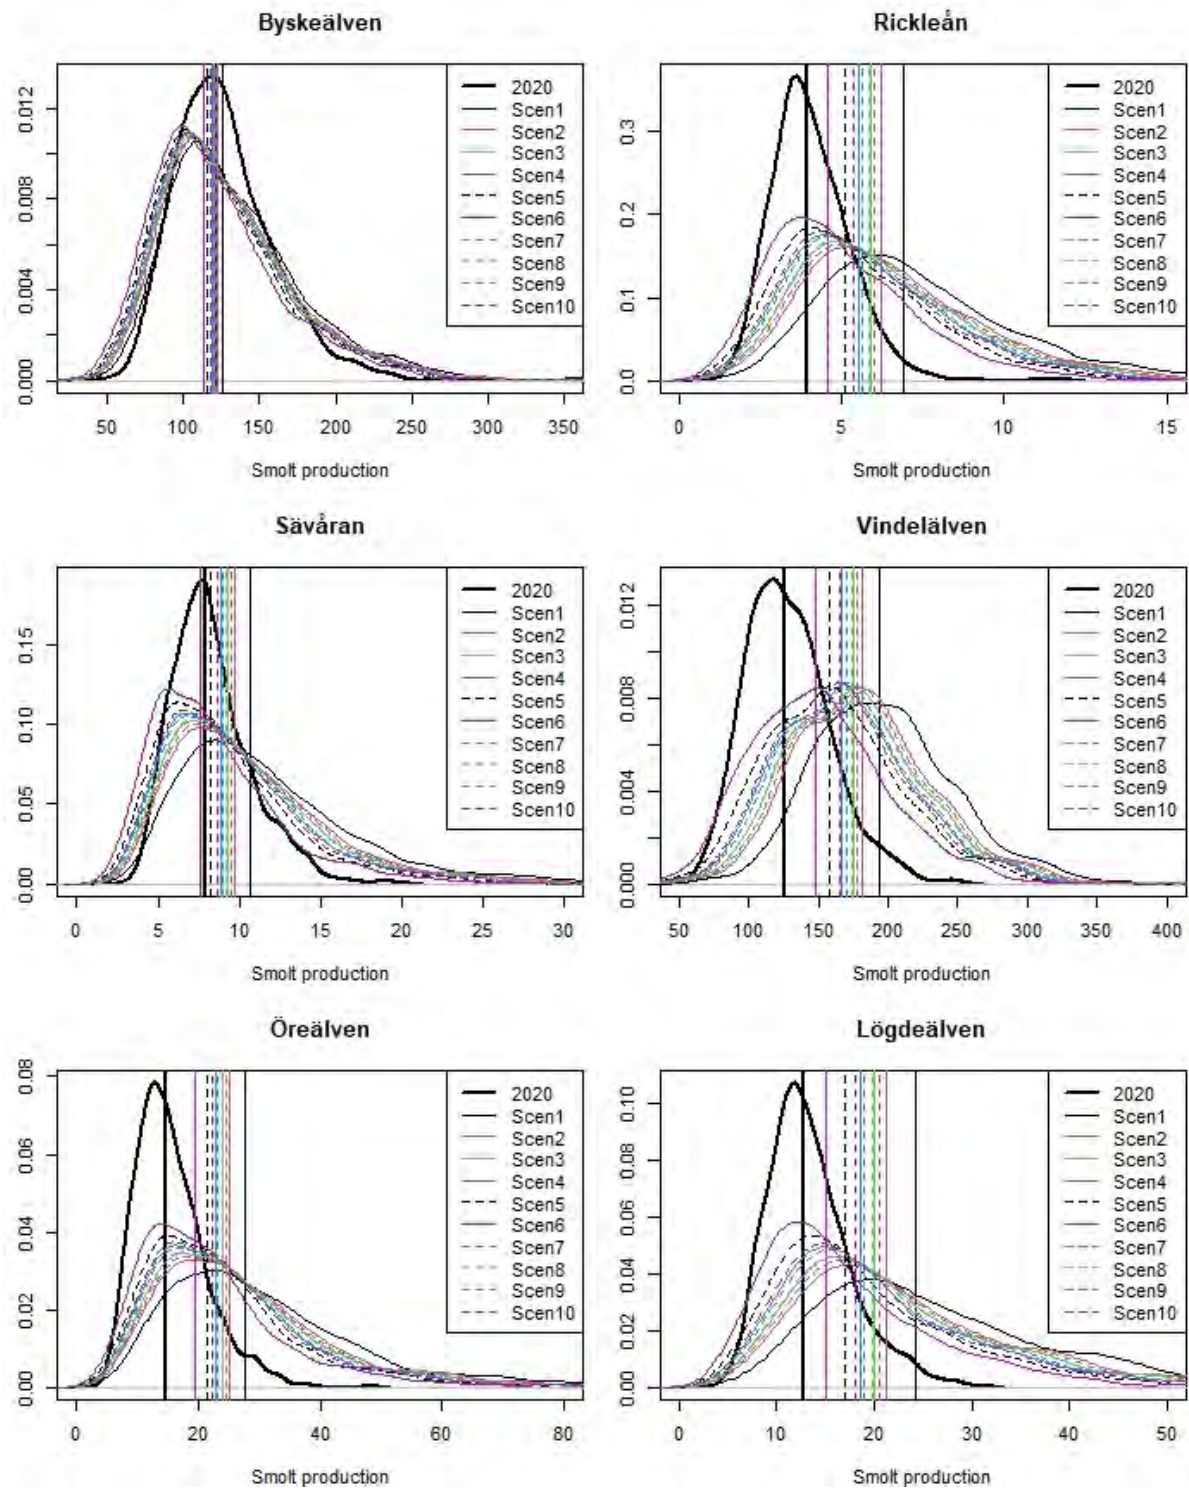 Byskeälven
0.000 0.004 0.008 0.012
2020
Scen1
Scen2
Scen3
Scen4
Scen5
Scen6
Scen7
Scen8
Scen9
Scen10
50 100 150 200 250 300 350
Smolt production
Rickleån
0.0 0.1 0.2 0.3
2020
Scen1
Scen2
Scen3
Scen4
Scen5
Scen6
Scen7
Scen8
Scen9
Scen10
0 5 10 15
Smolt production
Sävåran
0.00 0.05 0.10 0.15
2020
Scen1
Scen2
Scen3
Scen4
Scen5
Scen6
Scen7
Scen8
Scen9
Scen10
0 5 10 15 20 25 30
Smolt production
Vindelälven
0.000 0.004 0.008 0.012
2020
Scen1
Scen2
Scen3
Scen4
Scen5
Scen6
Scen7
Scen8
Scen9
Scen10
50 100 150 200 250 300 350 400
Smolt production
Öreälven
0.00 0.02 0.04 0.06 0.08
2020
Scen1
Scen2
Scen3
Scen4
Scen5
Scen6
Scen7
Scen8
Scen9
Scen10
0 20 40 60 80
Smolt production
Lögdeälven
0.00 0.02 0.04 0.06 0.08 0.10
2020
Scen1
Scen2
Scen3
Scen4
Scen5
Scen6
Scen7
Scen8
Scen9
Scen10
0 10 20 30 40 50
Smolt production